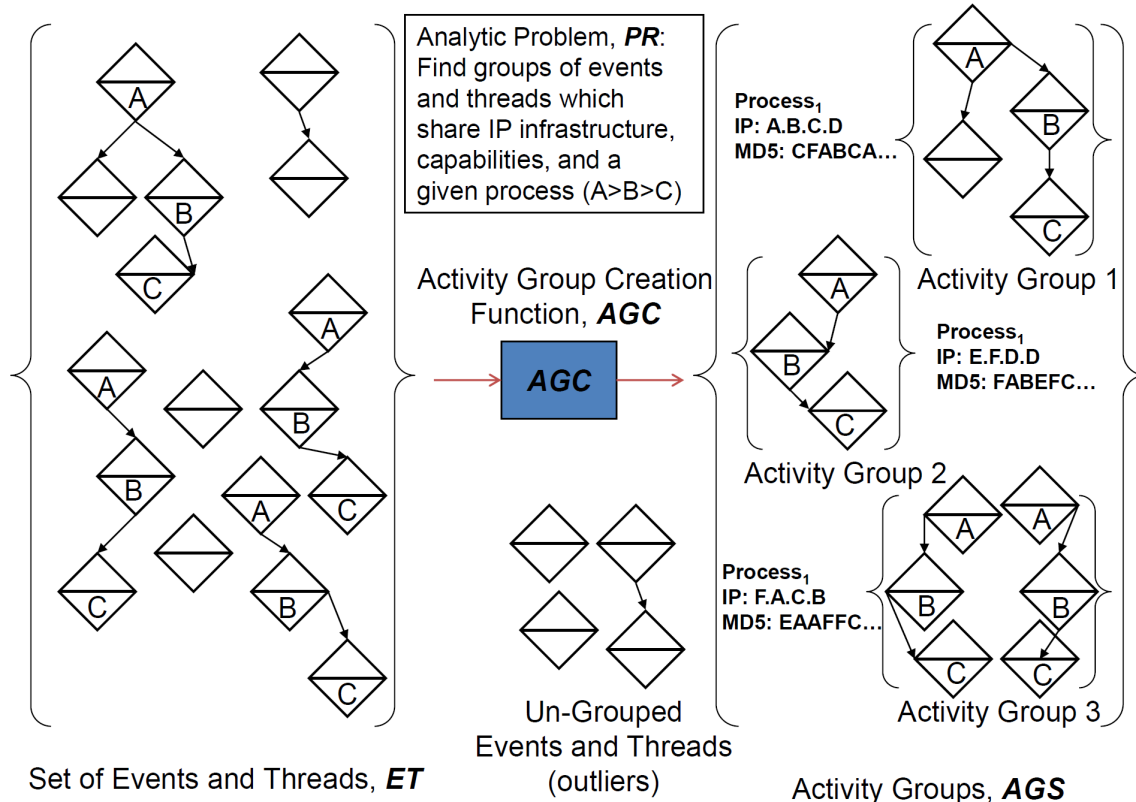 A
B
C
A
B
C
A
B
C
A
B
C
Set of Events and Threads, ET
Analytic Problem, PR:
Find groups of events
and threads which
share IP infrastructure,
capabilities, and a
given process (A>B>C)
Activity Group Creation
Function, AGC
AGC
Un-Grouped
Events and Threads
(outliers)
Process1
IP: A.B.C.D
MD5: CFABCA…
A
B
C
Activity Group 1
A
B
C
Process1
IP: E.F.D.D
MD5: FABEFC…
Activity Group 2
Process1
IP: F.A.C.B
MD5: EAAFFC…
A
A
B
B
C
C
Activity Group 3
Activity Groups, AGS